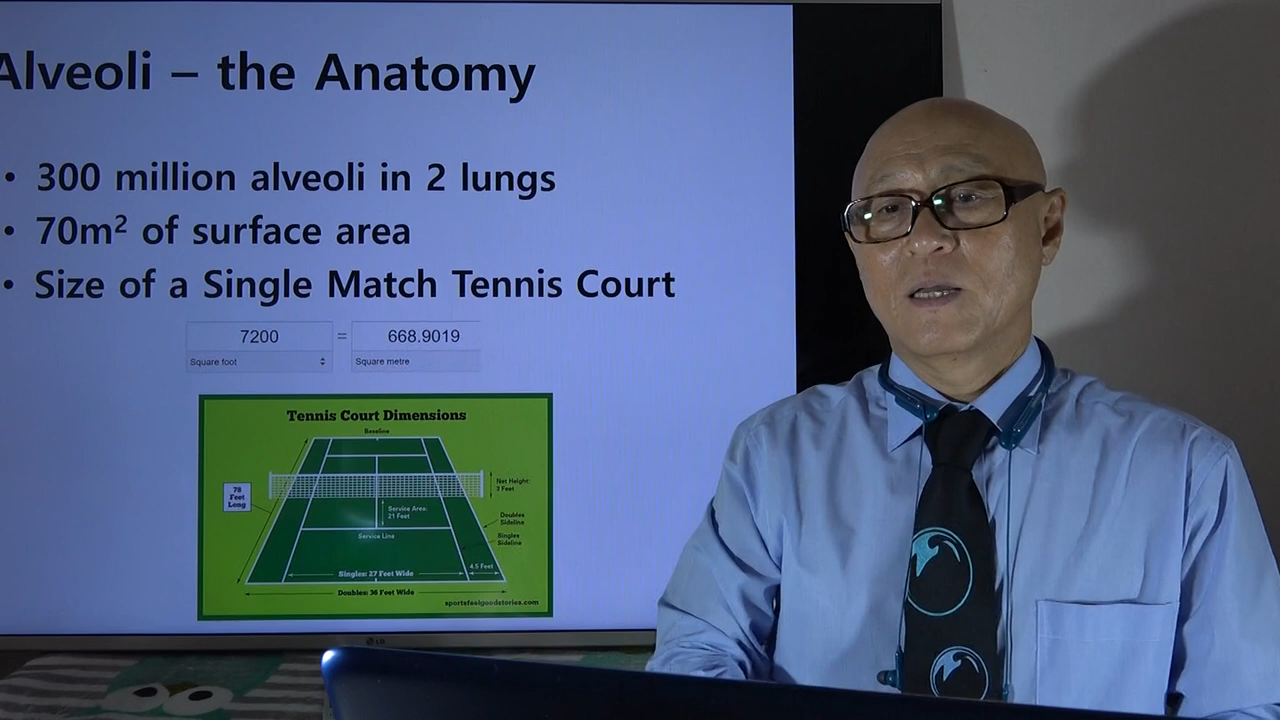 Alveoli – the Anatomy
• 300 million alveoli in 2 lungs
• 70m² of surface area
• Size of a Single Match Tennis Court
7200 = 668.9019
Square foot Square metre
Tennis Court Dimensions
Baseline
78
Feet
Long
Net Height:
3 Feet
Service Area:
21 Feet
Doubles
Sideline
Service Line
Singles
Sideline
4.5 Feet
Singles: 27 Feet Wide
Doubles: 36 Feet Wide
sportsfeelgoodstories.com
LG